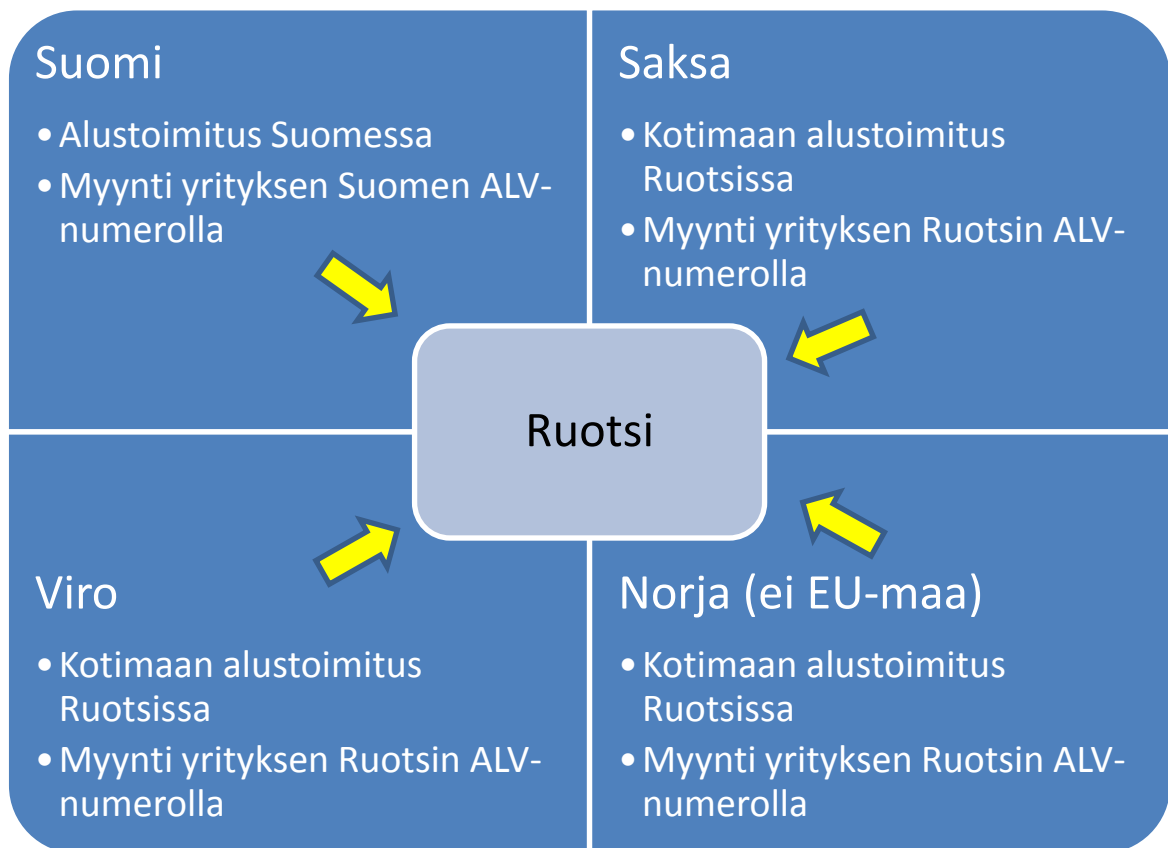 Suomi
•Alustoimitus Suomessa
•Myynti yrityksen Suomen ALV-
numerolla
Saksa
•Kotimaan alustoimitus
Ruotsissa
•Myynti yrityksen Ruotsin ALV-
numerolla
Ruotsi
Viro
•Kotimaan alustoimitus
Ruotsissa
•Myynti yrityksen Ruotsin ALV-
numerolla
Norja (ei EU-maa)
•Kotimaan alustoimitus
Ruotsissa
•Myynti yrityksen Ruotsin ALV-
numerolla